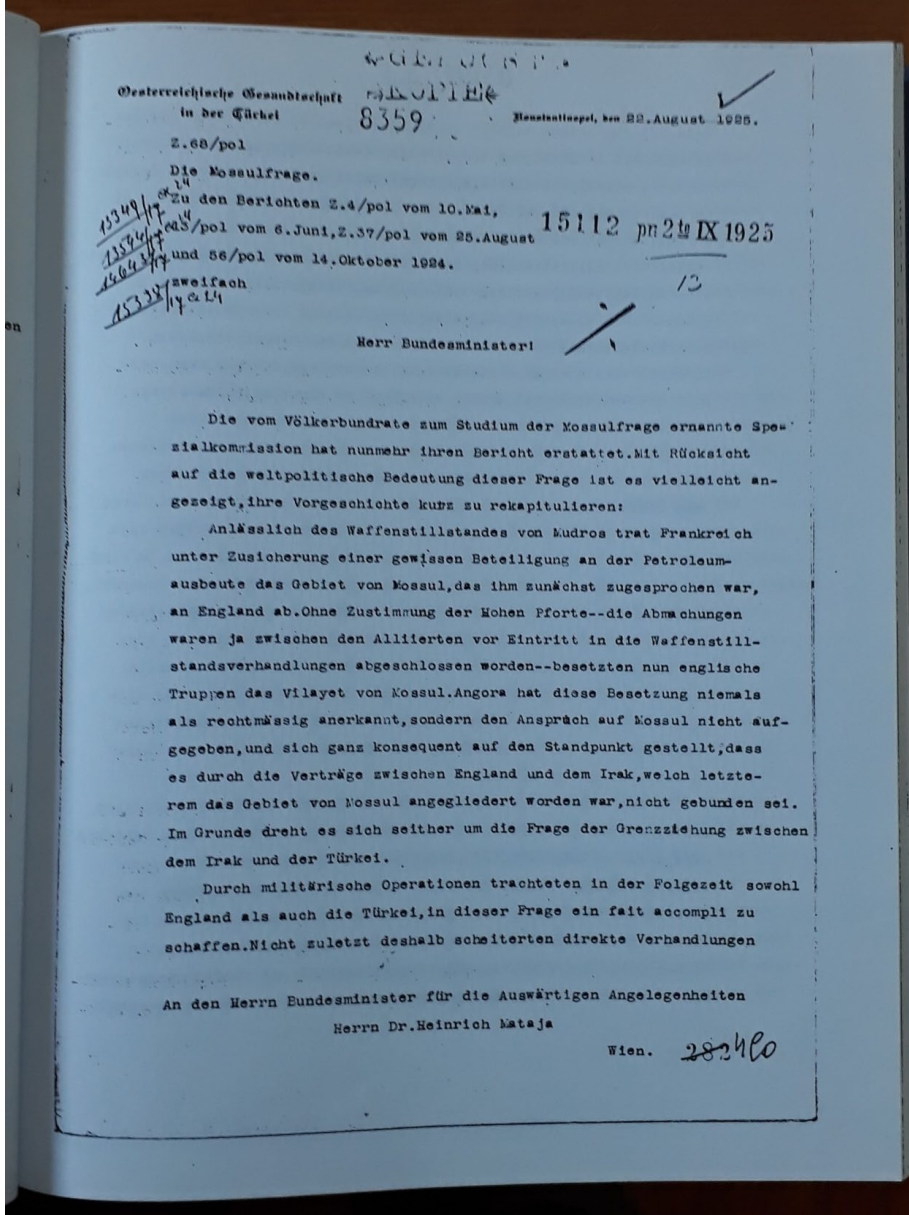 Oesterreichische Gesandtschaft
in der Türkei
KOPIE
8359
Konstantinopel, den 22.August 1925.
Z.68/pol
Die Mossulfrage.
Zu den Berichten Z.4/pol vom 10.Mai,
15112 pr: 2 IX 1925
/pol vom 6.Juni,Z.37/pol vom 25.August
und 56/pol vom 14.Oktober 1924.
zweifach
13
Herr Bundesminister!
Die vom Völkerbundrate zum Studium der Mossulfrage ernannte Spe=
zialkommission hat nunmehr ihren Bericht erstattet.Mit Rücksicht
auf die weltpolitische Bedeutung dieser Frage ist es vielleicht an-
gezeigt,ihre Vorgeschichte kurz zu rekapitulieren:
Anlässlich des Waffenstillstandes von Mudros trat Frankreich
unter Zusicherung einer gewissen Beteiligung an der Petroleum-
ausbeute das Gebiet von Mossul,das ihm zunächst zugesprochen war,
an England ab.Ohne Zustimmung der Hohen Pforte--die Abmachungen
waren ja zwischen den Alliierten vor Eintritt in die Waffenstill-
standsverhandlungen abgeschlossen worden--besetzten nun englische
Truppen das Vilayet von Mossul.Angora hat diese Besetzung niemals
als rechtmässig anerkannt,sondern den Anspruch auf Mossul nicht auf-
gegeben,und sich ganz konsequent auf den Standpunkt gestellt,dass
es durch die Verträge zwischen England und dem Irak,welch letzte-
rem das Gebiet von Mossul angegliedert worden war,nicht gebunden sei.
Im Grunde dreht es sich seither um die Frage der Grenzziehung zwischen
dem Irak und der Türkei.
Durch militärische Operationen trachteten in der Folgezeit sowohl
England als auch die Türkei,in dieser Frage ein fait accompli zu
schaffen.Nicht zuletzt deshalb scheiterten direkte Verhandlungen
An den Herrn Bundesminister für die Auswärtigen Angelegenheiten
Herrn Dr.Heinrich Mataja
Wien.